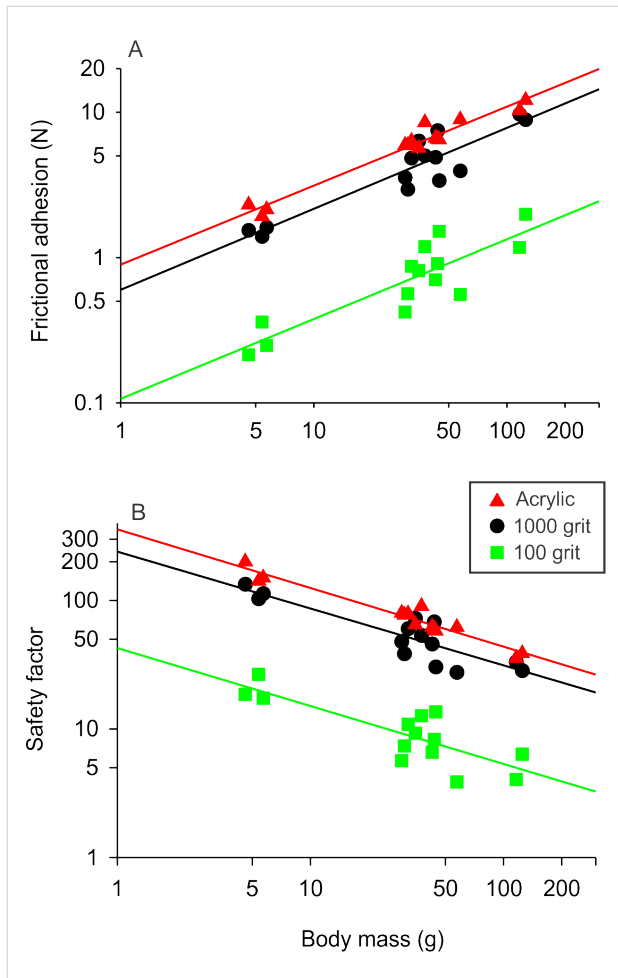 A
20
10
5
1
0.5
0.1
Frictional adhesion (N)
1 5 10 50 100 200
B
Acrylic
1000 grit
100 grit
300
200
100
50
10
5
1
Safety factor
1 5 10 50 100 200
Body mass (g)